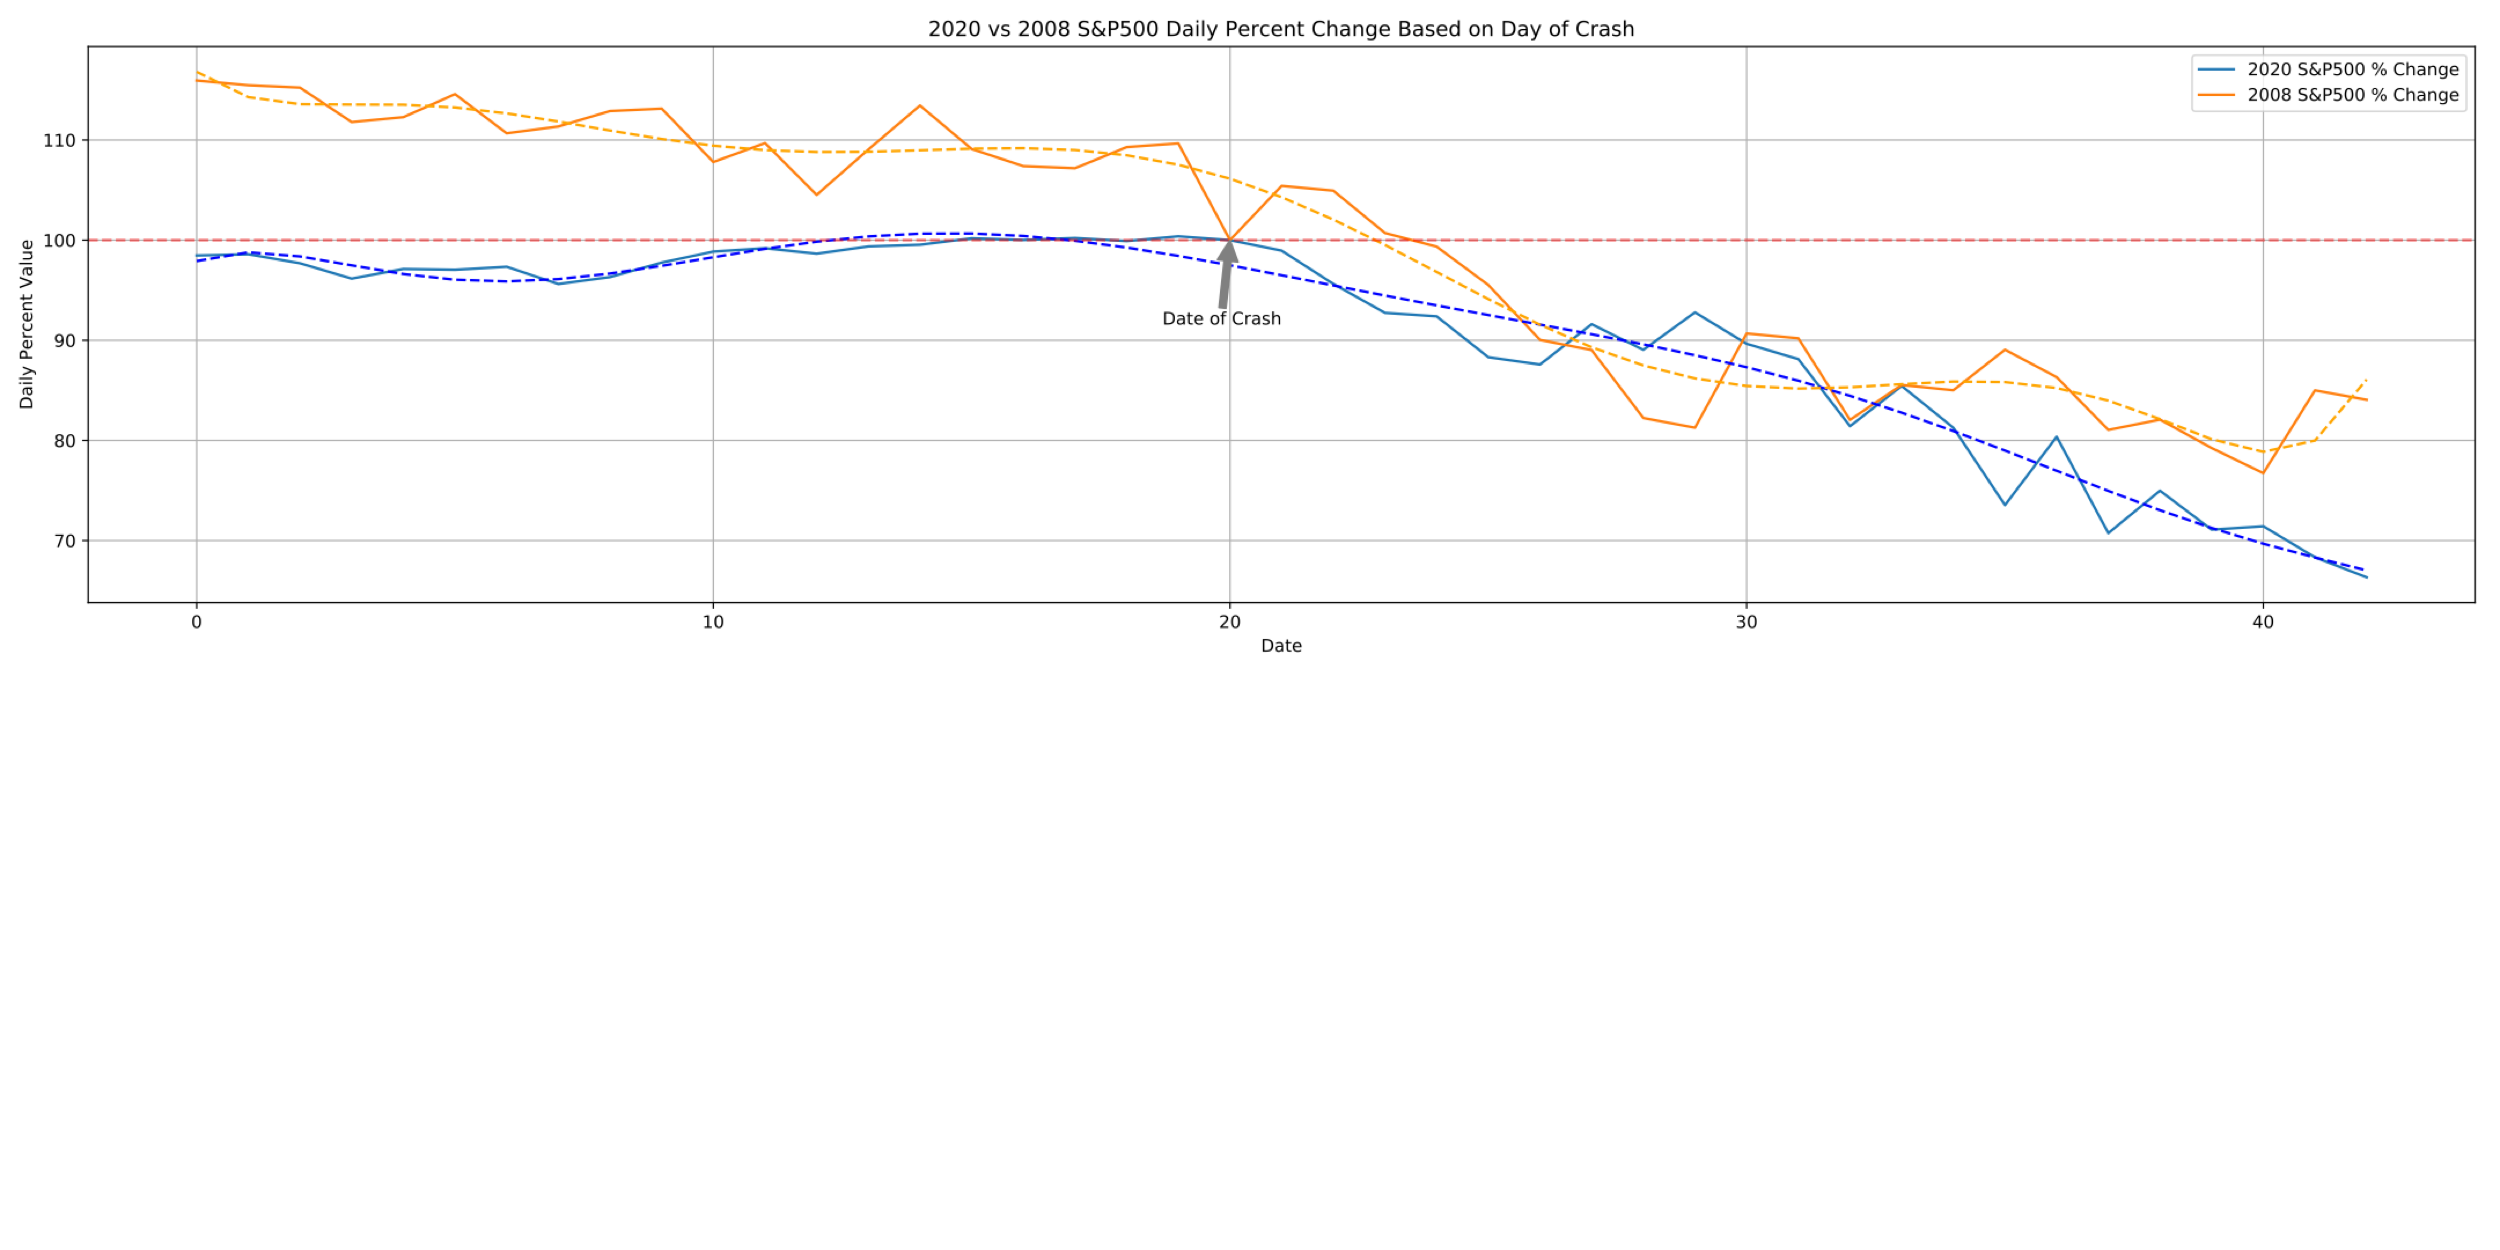 2020 vs 2008 S&P500 Daily Percent Change Based on Day of Crash
2020 S&P500 % Change
2008 S&P500 % Change
110
100
90
80
70
Daily Percent Value
Date of Crash
0 10 20 30 40
Date